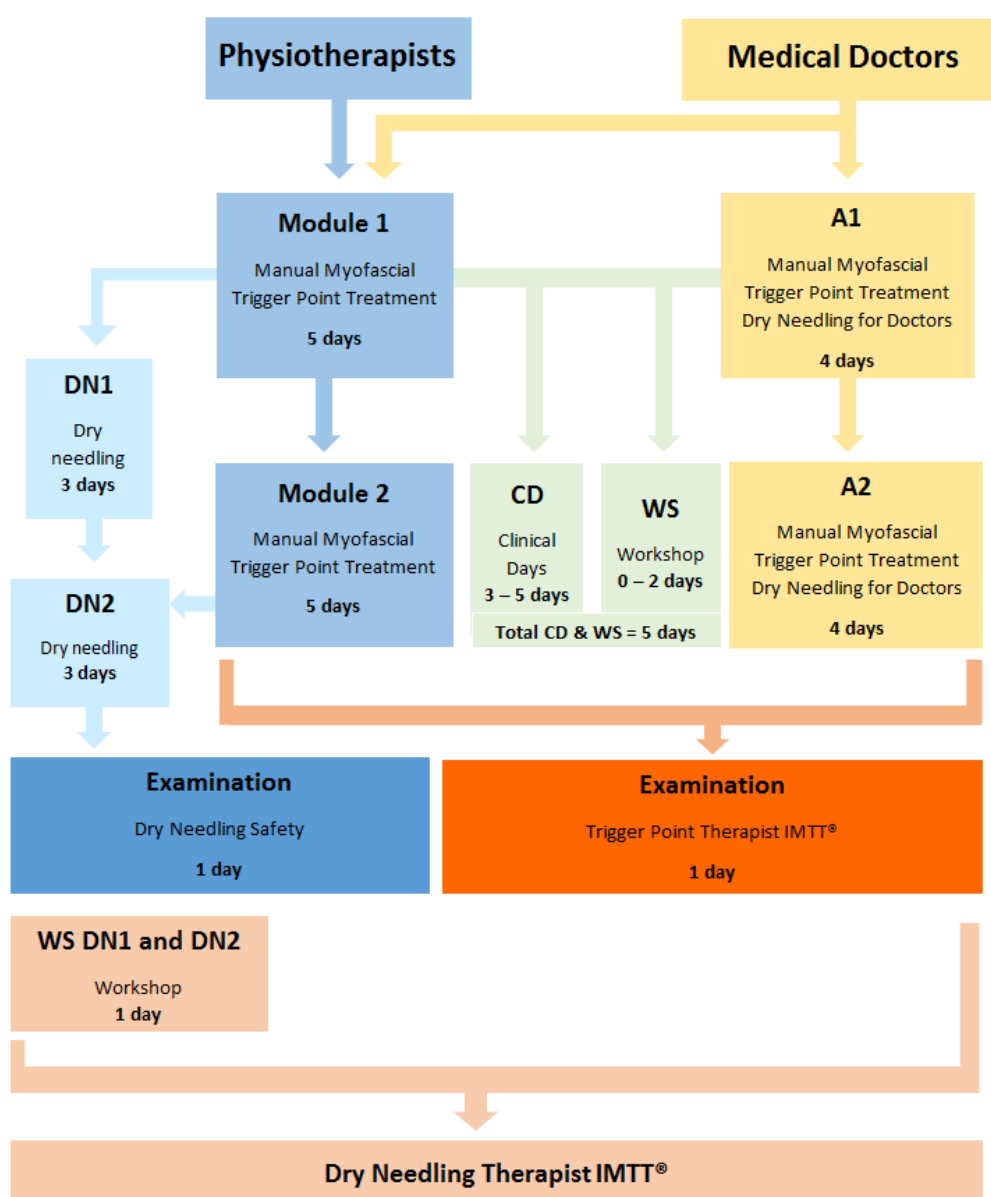 Physiotherapists
Medical Doctors
Module 1
Manual Myofascial
Trigger Point Treatment
5 days
A1
Manual Myofascial
Trigger Point Treatment
Dry Needling for Doctors
4 days
DN1
Dry
needling
3 days
Module 2
Manual Myofascial
Trigger Point Treatment
5 days
CD
Clinical
Days
3 – 5 days
WS
Workshop
0 – 2 days
Total CD & WS = 5 days
A2
Manual Myofascial
Trigger Point Treatment
Dry Needling for Doctors
4 days
DN2
Dry needling
3 days
Examination
Dry Needling Safety
1 day
Examination
Trigger Point Therapist IMTT®
1 day
WS DN1 and DN2
Workshop
1 day
Dry Needling Therapist IMTT®